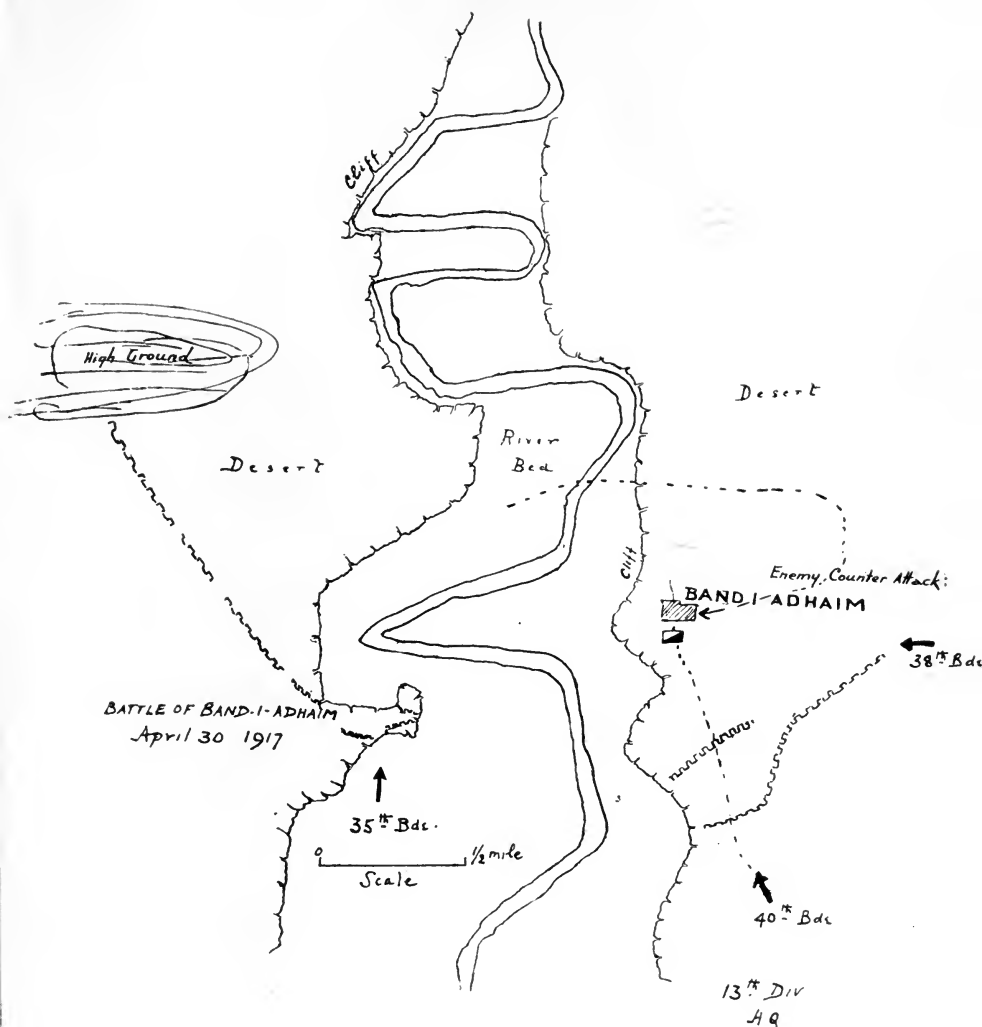 Cliff
High Ground
Desert
Desert
River
Bed
Cliff
Enemy Counter Attack:
BAND-I-ADHAIM
38th Bde
BATTLE OF BAND-I-ADHAIM
April 30 1917
35th Bde.
0 1/2 mile
Scale
40th Bde
13th Div
HQ